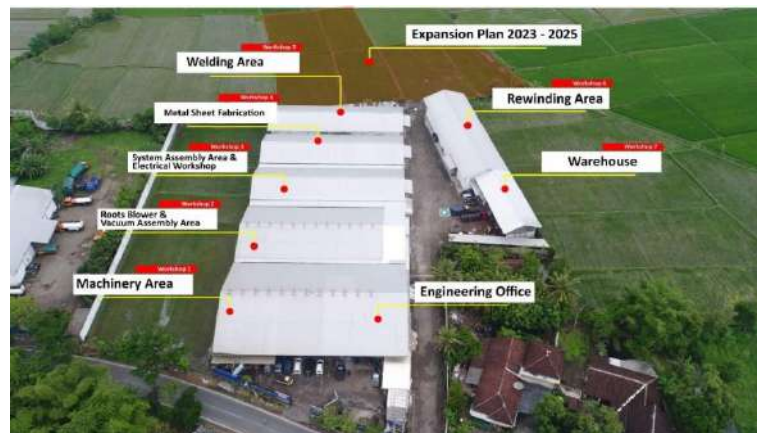 Expansion Plan 2023 - 2025
Workshop 5
Welding Area
Workshop 6
Rewinding Area
Workshop 4
Metal Sheet Fabrication
Workshop 3
System Assembly Area &
Electrical Workshop
Workshop 7
Warehouse
Workshop 2
Roots Blower &
Vacuum Assembly Area
Workshop 1
Machinery Area
Engineering Office